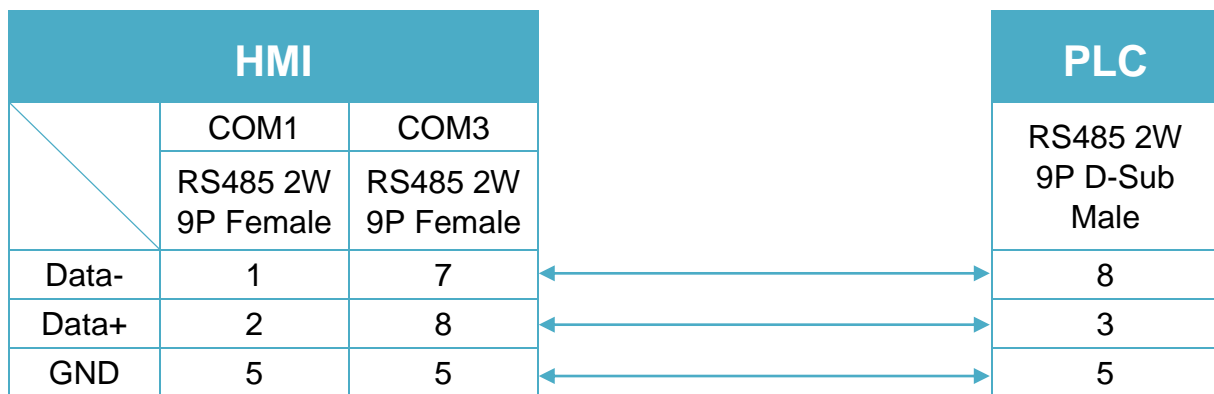 HMI
PLC
COM1
COM3
RS485 2W
9P D-Sub
Male
RS485 2W
9P Female
RS485 2W
9P Female
Data-
1
7
8
Data+
2
8
3
GND
5
5
5